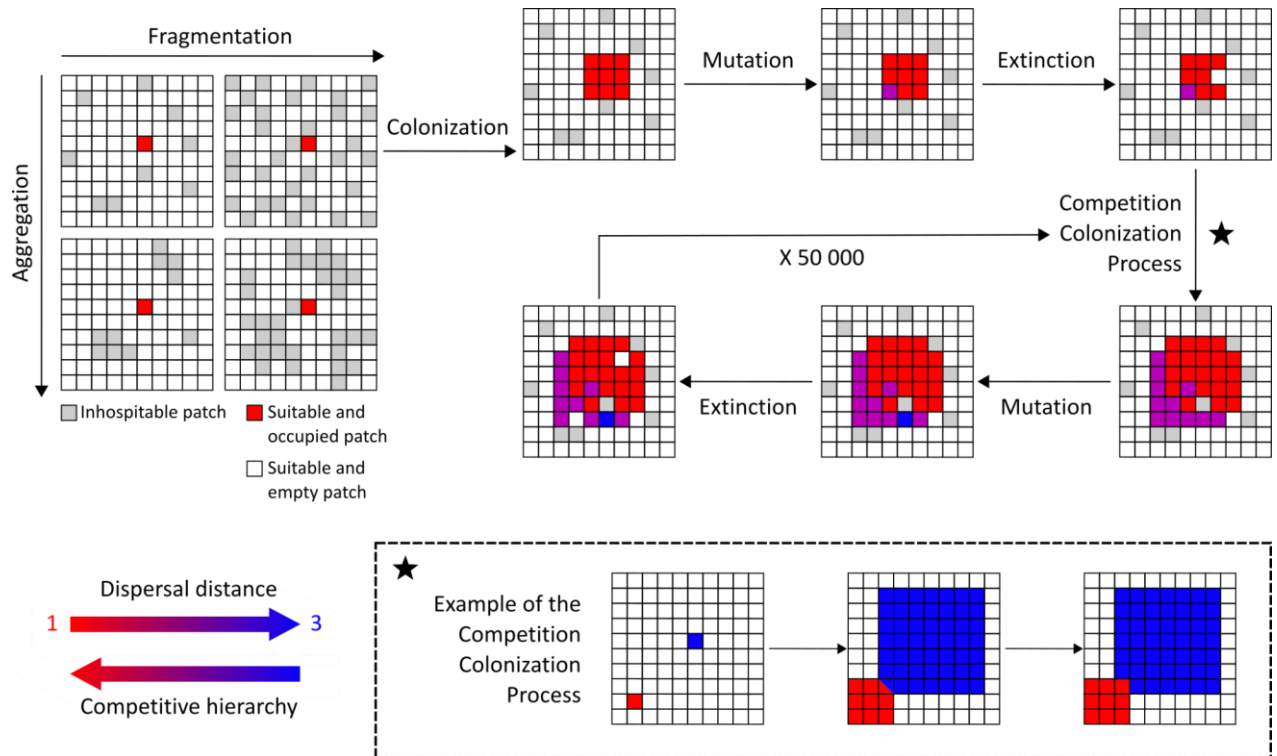 Fragmentation
Aggregation
Colonization
Mutation
Extinction
Competition
Colonization
Process
★
X 50 000
Extinction
Mutation
Inhospitable patch
Suitable and
occupied patch
Suitable and
empty patch
Dispersal distance
1
3
Competitive hierarchy
★
Example of the
Competition
Colonization
Process